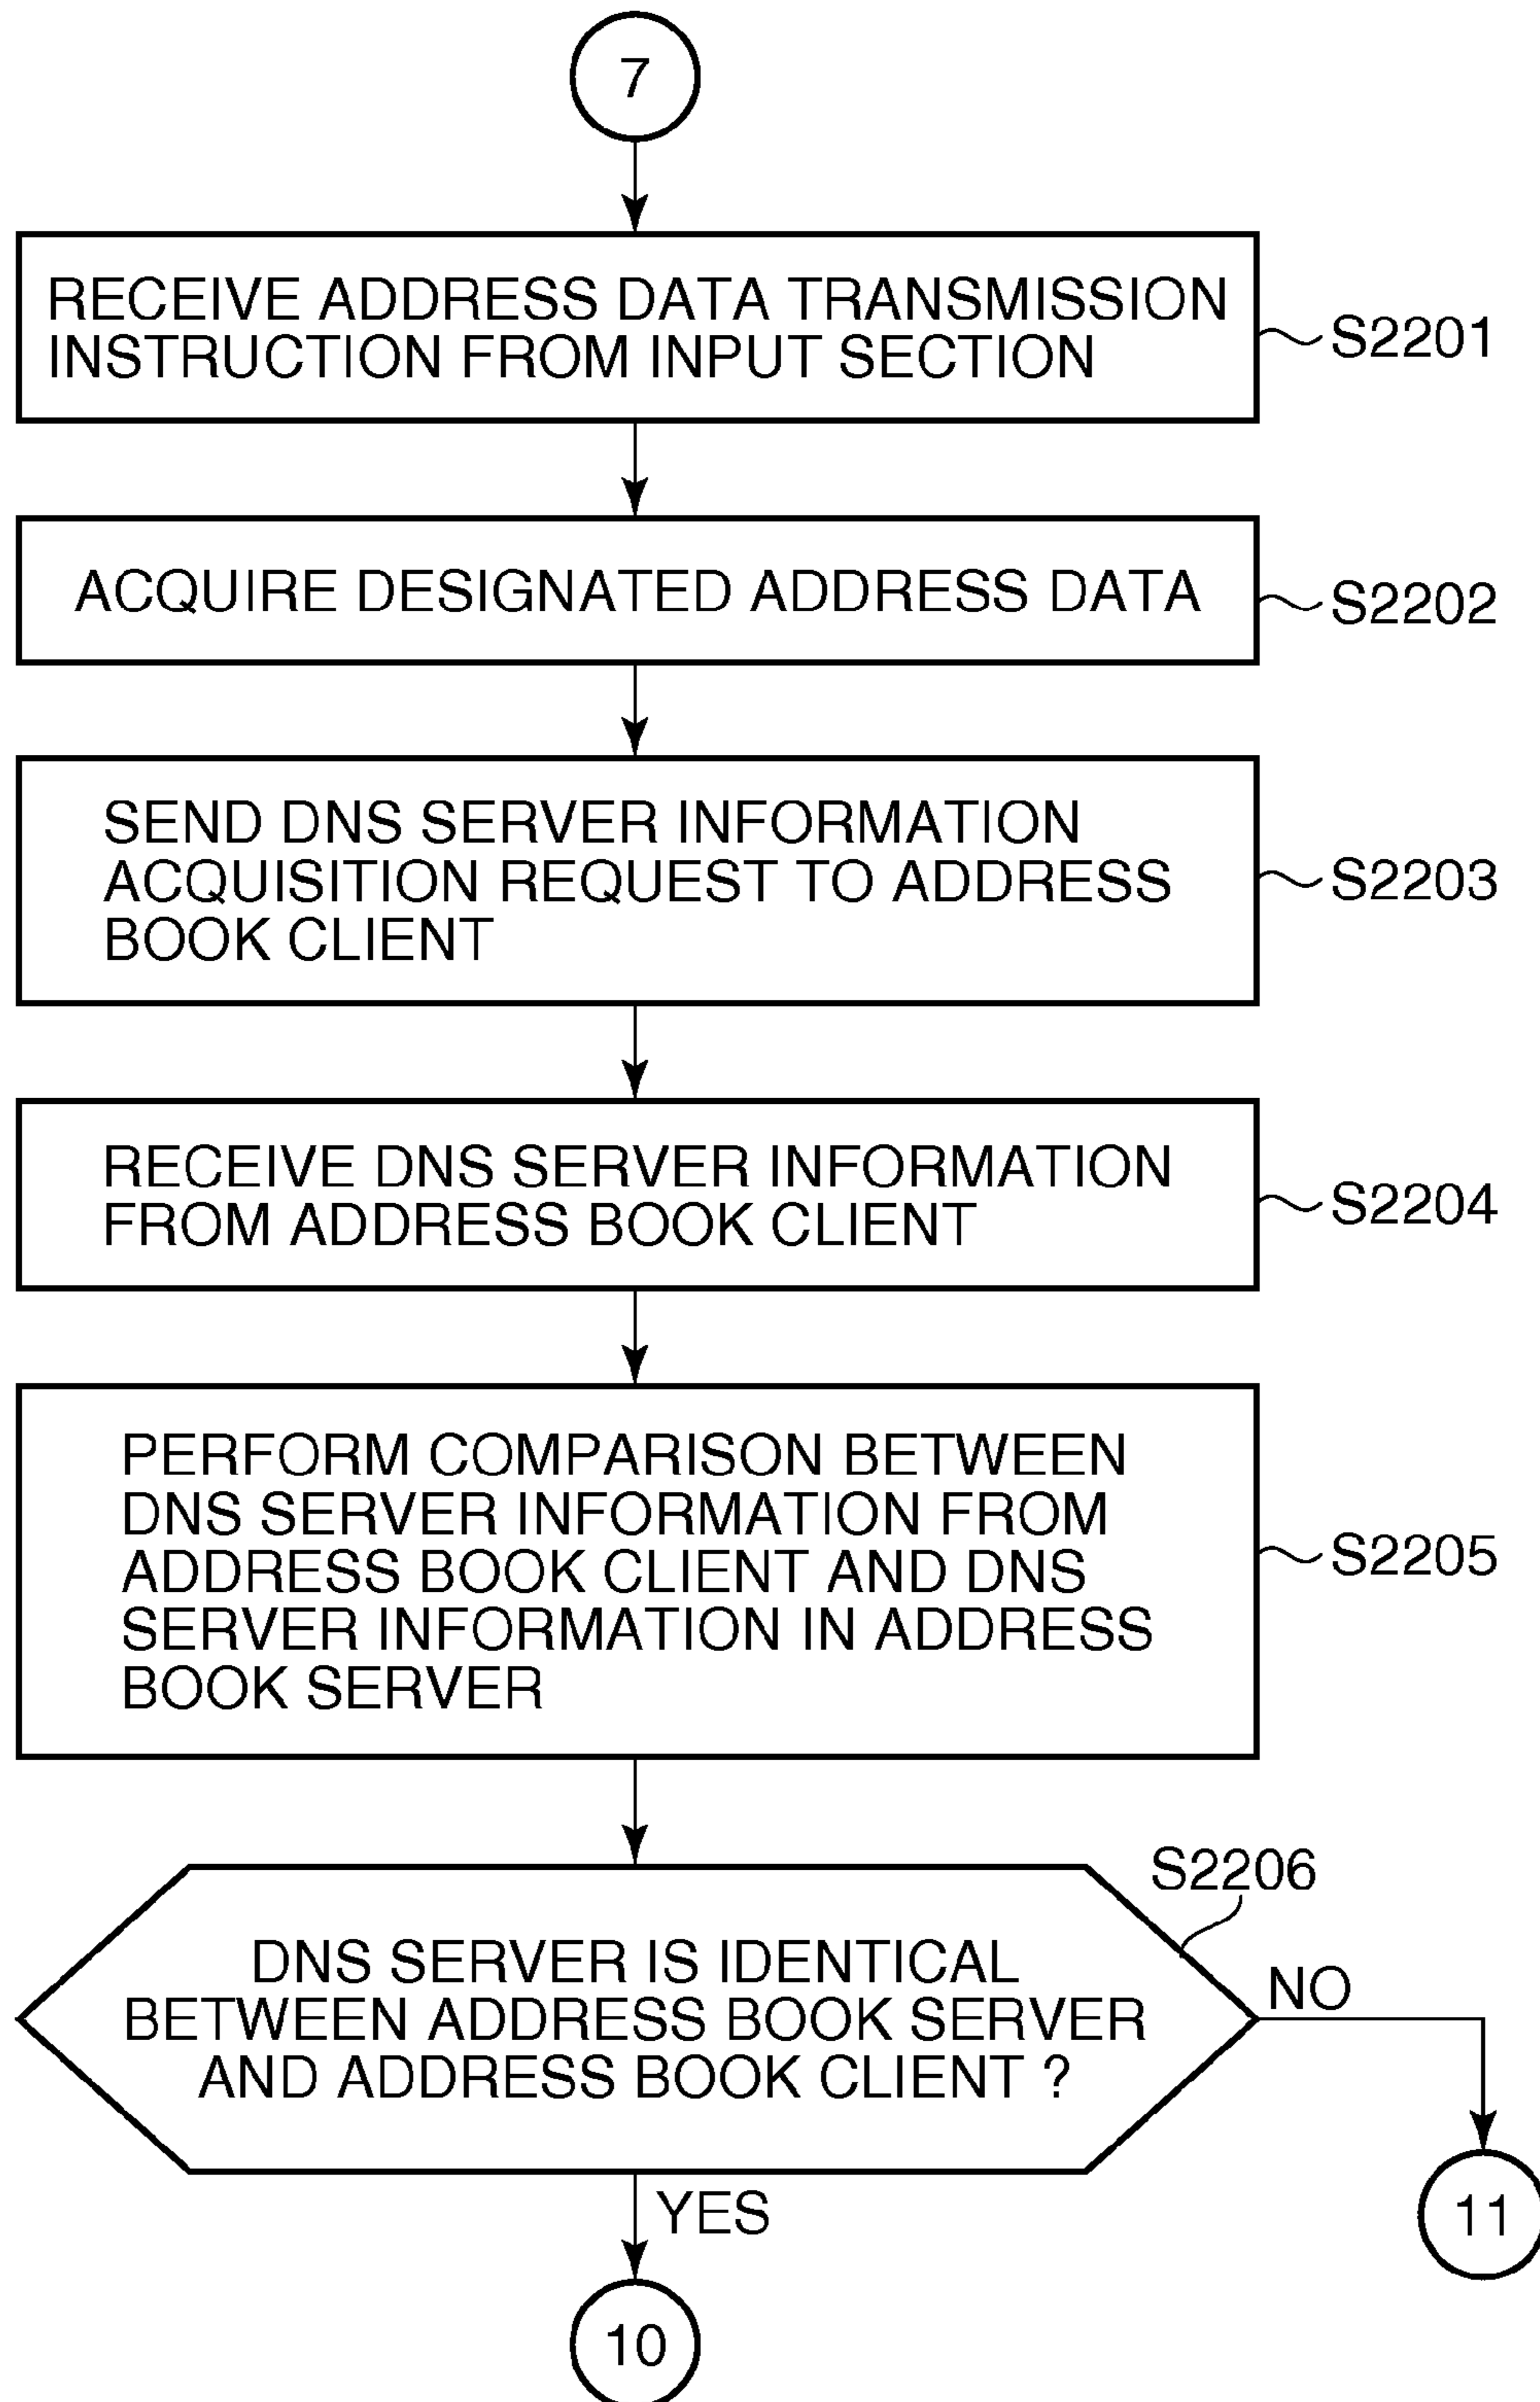 7
RECEIVE ADDRESS DATA TRANSMISSION
INSTRUCTION FROM INPUT SECTION
S2201
ACQUIRE DESIGNATED ADDRESS DATA
S2202
SEND DNS SERVER INFORMATION
ACQUISITION REQUEST TO ADDRESS
BOOK CLIENT
S2203
RECEIVE DNS SERVER INFORMATION
FROM ADDRESS BOOK CLIENT
S2204
PERFORM COMPARISON BETWEEN
DNS SERVER INFORMATION FROM
ADDRESS BOOK CLIENT AND DNS
SERVER INFORMATION IN ADDRESS
BOOK SERVER
S2205
S2206
DNS SERVER IS IDENTICAL
BETWEEN ADDRESS BOOK SERVER
AND ADDRESS BOOK CLIENT ?
NO
YES
11
10